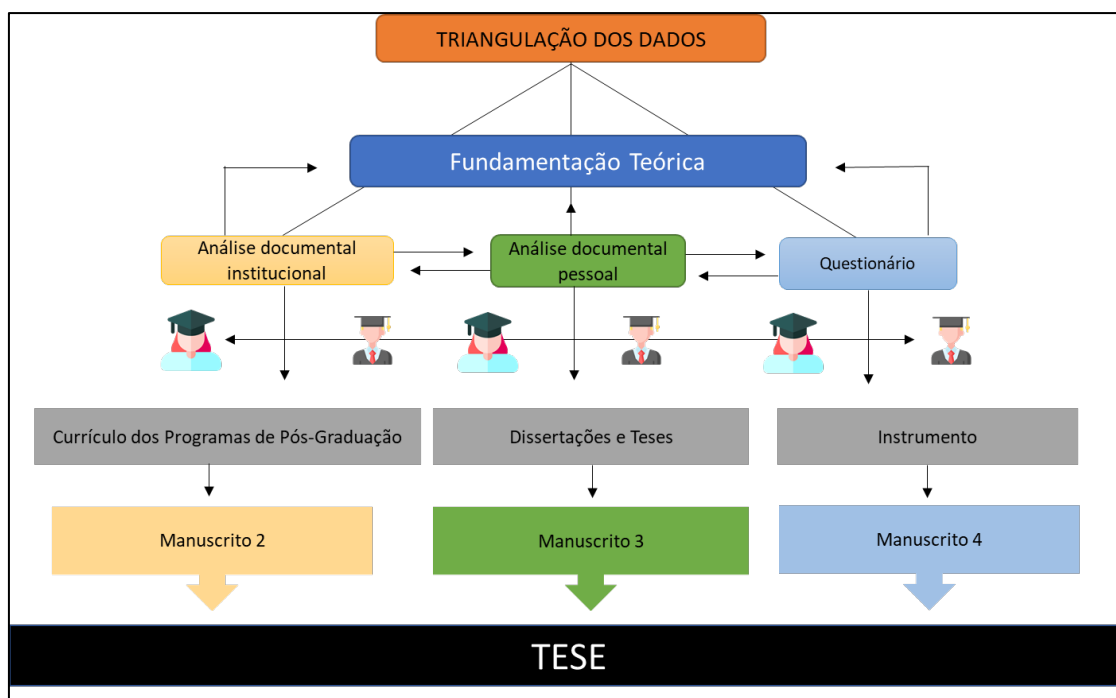 TRIANGULAÇÃO DOS DADOS
Fundamentação Teórica
Análise documental
institucional
Análise documental
pessoal
Questionário
Currículo dos Programas de Pós-Graduação
Dissertações e Teses
Instrumento
Manuscrito 2
Manuscrito 3
Manuscrito 4
TESE